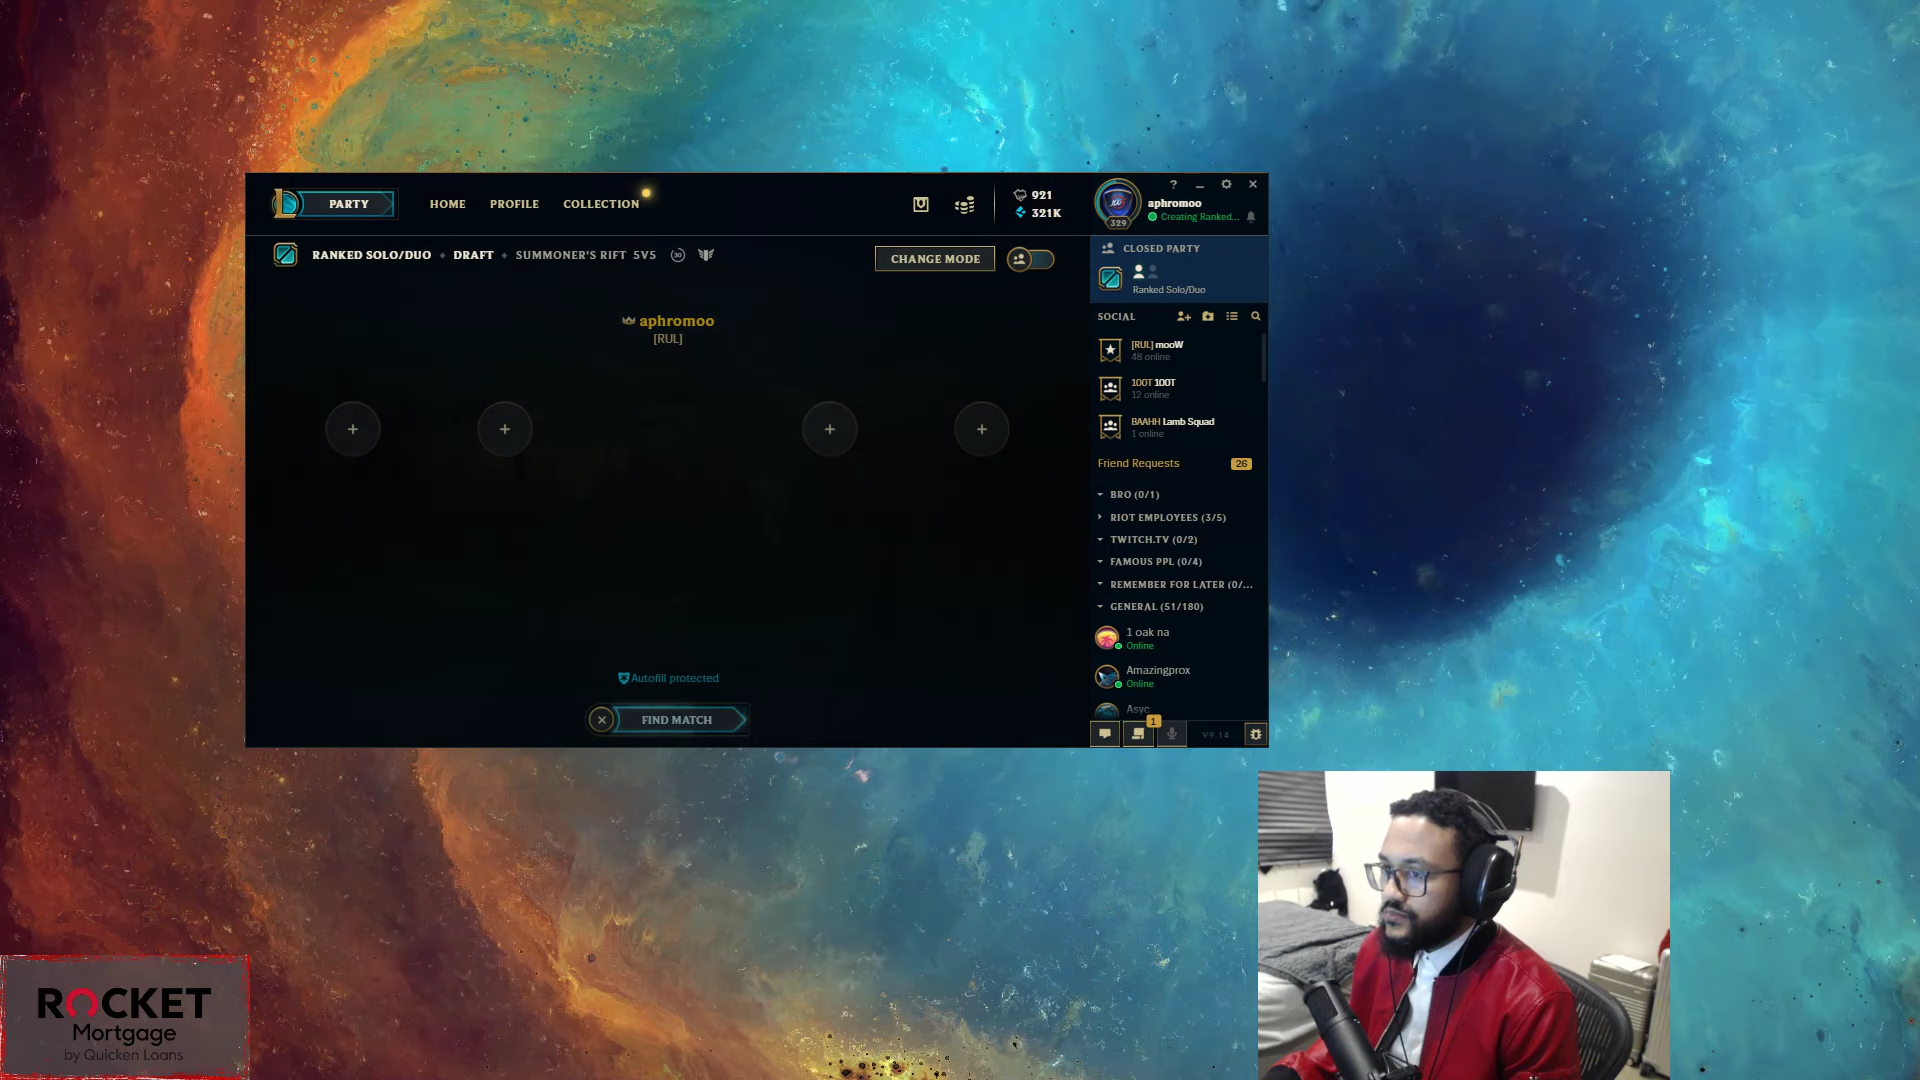 PARTY
HOME
PROFILE
COLLECTION
921
321K
329
aphromoo
Creating Ranked...
RANKED SOLO/DUO
DRAFT
SUMMONER'S RIFT 5V5
30
CHANGE MODE
CLOSED PARTY
Ranked Solo/Duo
aphromoo
[RUL]
SOCIAL
[RUL] mooW
48 online
100T 100T
12 online
BAAHH Lamb Squad
1 online
Friend Requests
26
BRO (0/1)
RIOT EMPLOYEES (3/5)
TWITCH.TV (0/2)
FAMOUS PPL (0/4)
REMEMBER FOR LATER (0/...
GENERAL (51/180)
1 oak na
Online
Amazingprox
Online
Asyc
1
V9.14
Autofill protected
FIND MATCH
ROCKET
Mortgage
by Quicken Loans